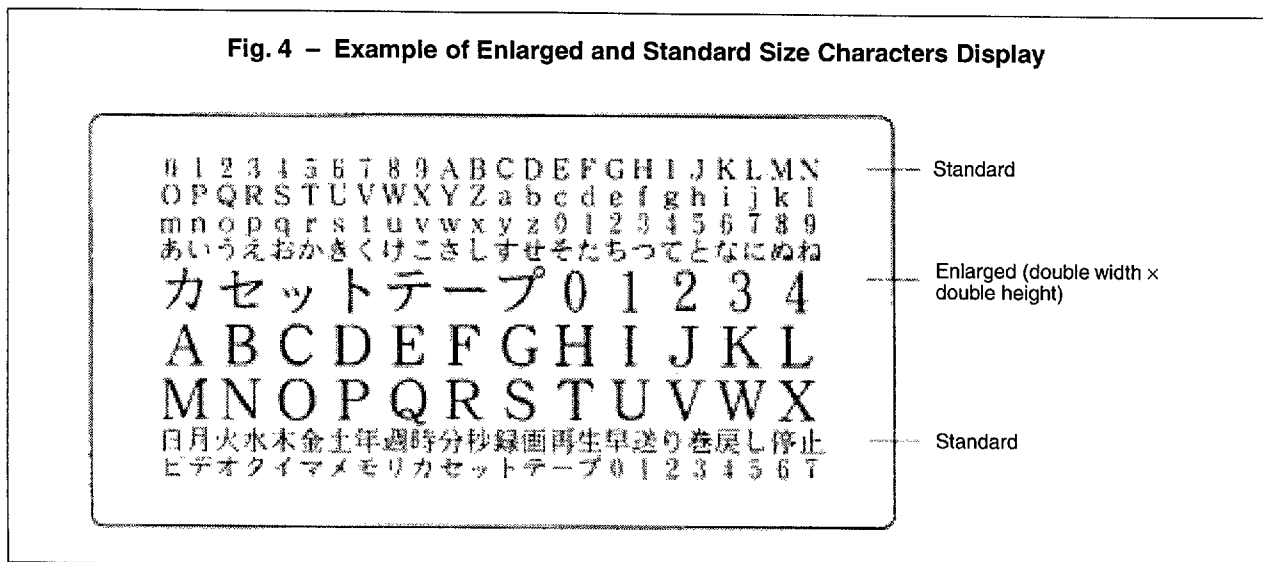 Fig. 4 – Example of Enlarged and Standard Size Characters Display
0 1 2 3 4 5 6 7 8 9 A B C D E F G H I J K L M N
Standard
O P Q R S T U V W X Y Z a b c d e f g h i j k l
m n o p q r s t u v w x y z 0 1 2 3 4 5 6 7 8 9
あいうえおかきくけこさしすせそたちつてとなにぬね
カセットテープ 0 1 2 3 4
Enlarged (double width ×
double height)
A B C D E F G H I J K L
M N O P Q R S T U V W X
日月火水木金土年週時分秒録画再生早送り巻戻し停止
Standard
ビデオタイマメモリカセットテープ 0 1 2 3 4 5 6 7